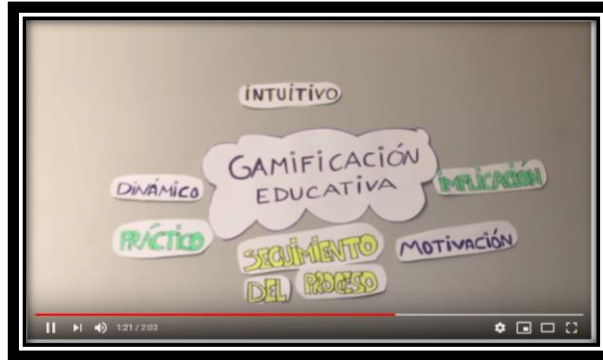 INTUITIVO
GAMIFICACIÓN
EDUCATIVA
DINÁMICO
IMPLICACIÓN
PRÁCTICO
SEGUIMIENTO
DEL PROCESO
MOTIVACIÓN
1:21 / 2:03